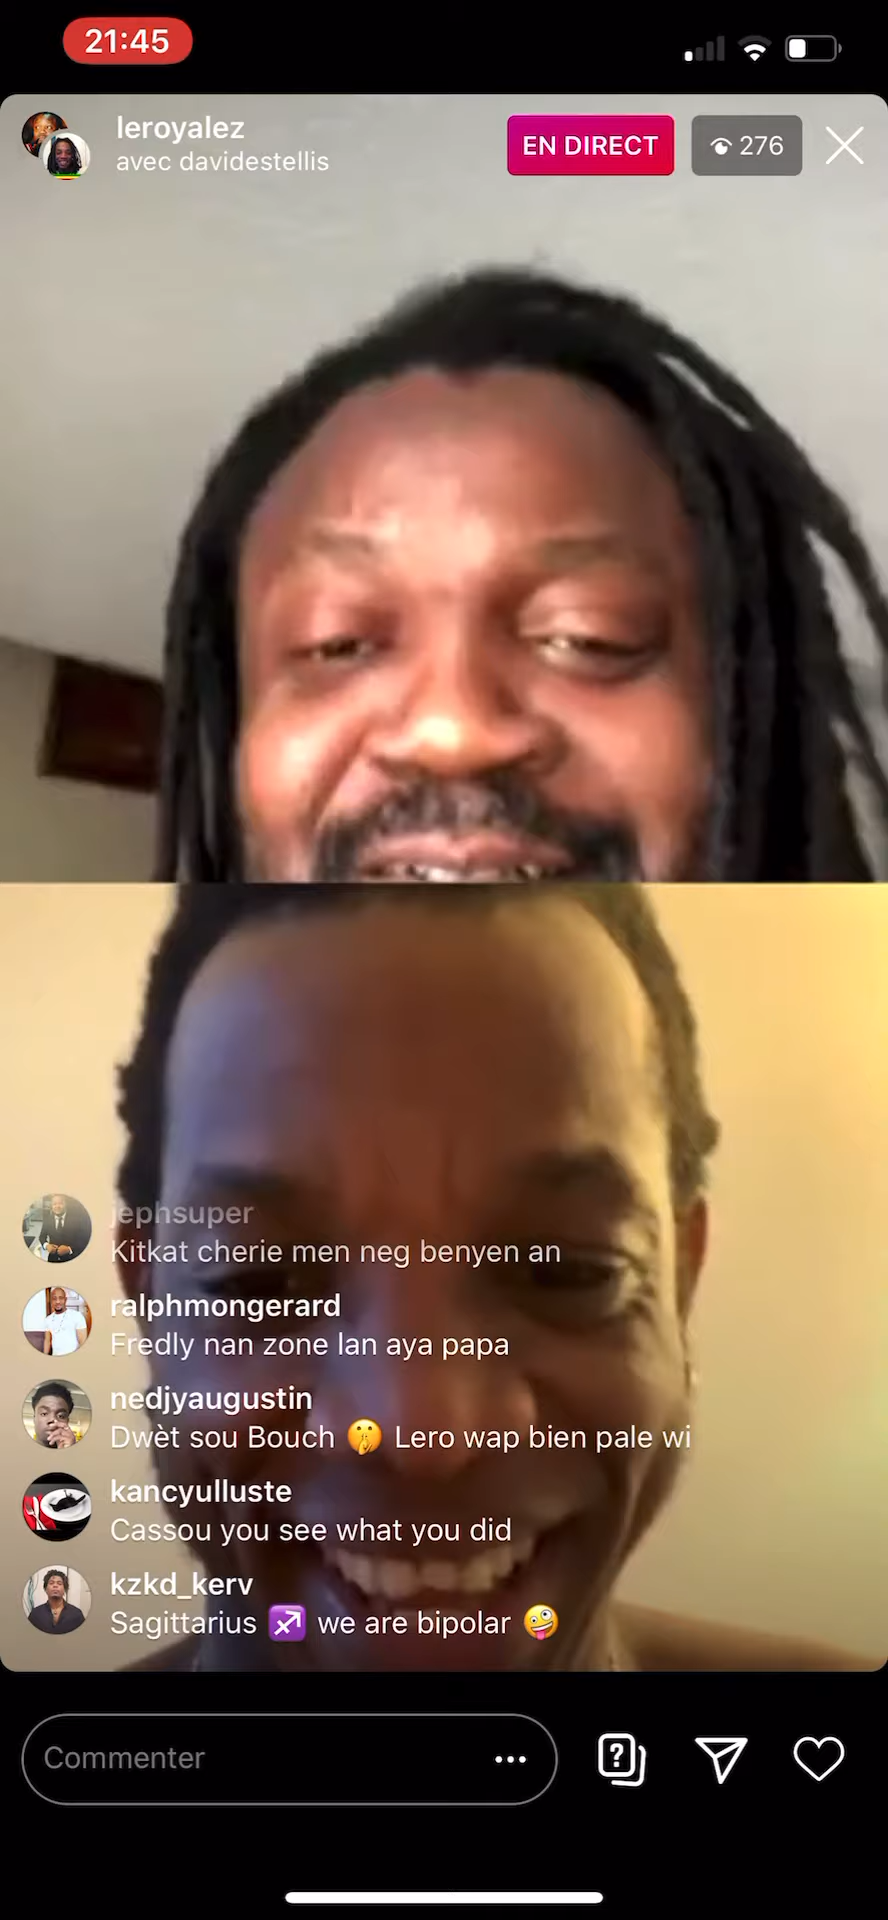 21:45
leroyalez
avec davidestellis
EN DIRECT
276
jephsuper
Kitkat cherie men neg benyen an
ralphmongerard
Fredly nan zone lan aya papa
nedjyaugustin
Dwèt sou Bouch 🤫 Lero wap bien pale wi
kancyulluste
Cassou you see what you did
kzkd_kerv
Sagittarius ♐ we are bipolar 🤪
Commenter